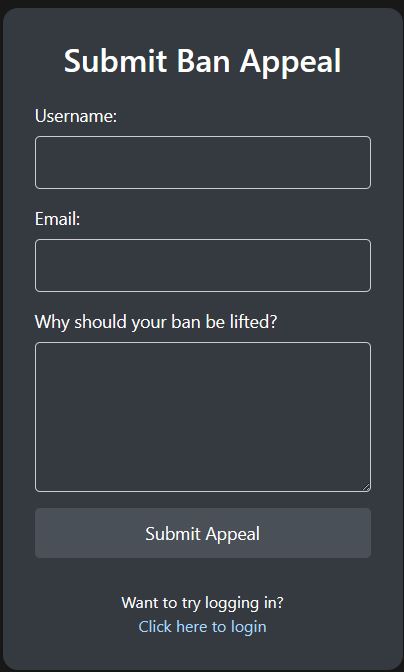 Submit Ban Appeal
Username:
Email:
Why should your ban be lifted?
Submit Appeal
Want to try logging in?
Click here to login